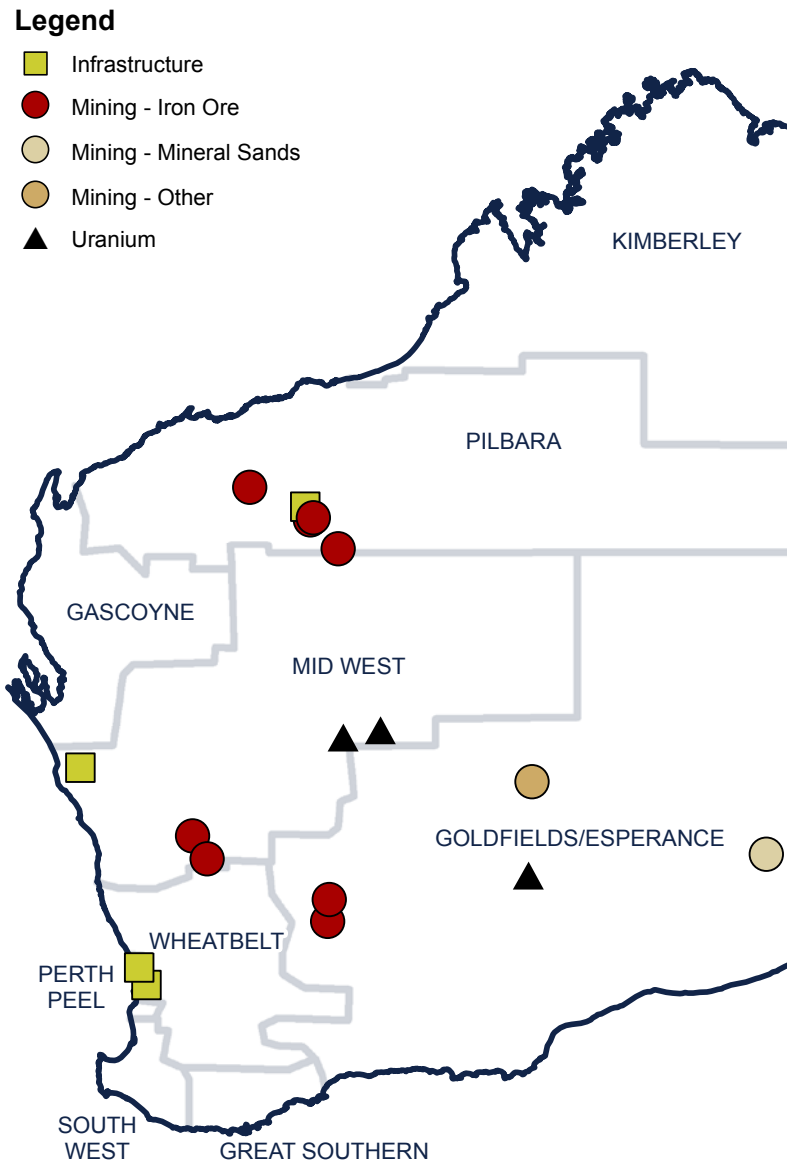 Legend
Infrastructure
Mining - Iron Ore
Mining - Mineral Sands
Mining - Other
Uranium
KIMBERLEY
PILBARA
GASCOYNE
MID WEST
GOLDFIELDS/ESPERANCE
WHEATBELT
PERTH
PEEL
SOUTH
WEST
GREAT SOUTHERN